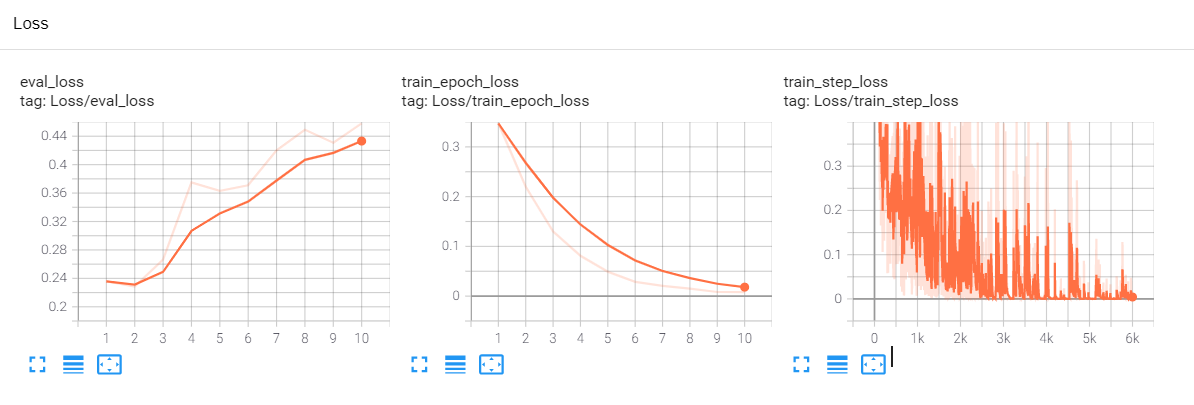 Loss
eval_loss
tag: Loss/eval_loss
0.44
0.4
0.36
0.32
0.28
0.24
0.2
1 2 3 4 5 6 7 8 9 10
train_epoch_loss
tag: Loss/train_epoch_loss
0.3
0.2
0.1
0
1 2 3 4 5 6 7 8 9 10
train_step_loss
tag: Loss/train_step_loss
0.3
0.2
0.1
0
0 1k 2k 3k 4k 5k 6k